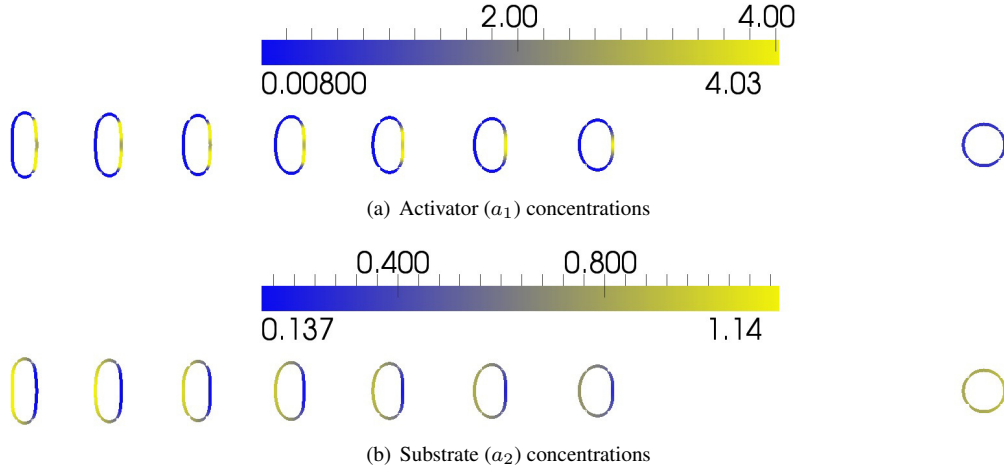 2.00 4.00
0.00800 4.03
(a) Activator (a₁) concentrations
0.400 0.800
0.137 1.14
(b) Substrate (a₂) concentrations